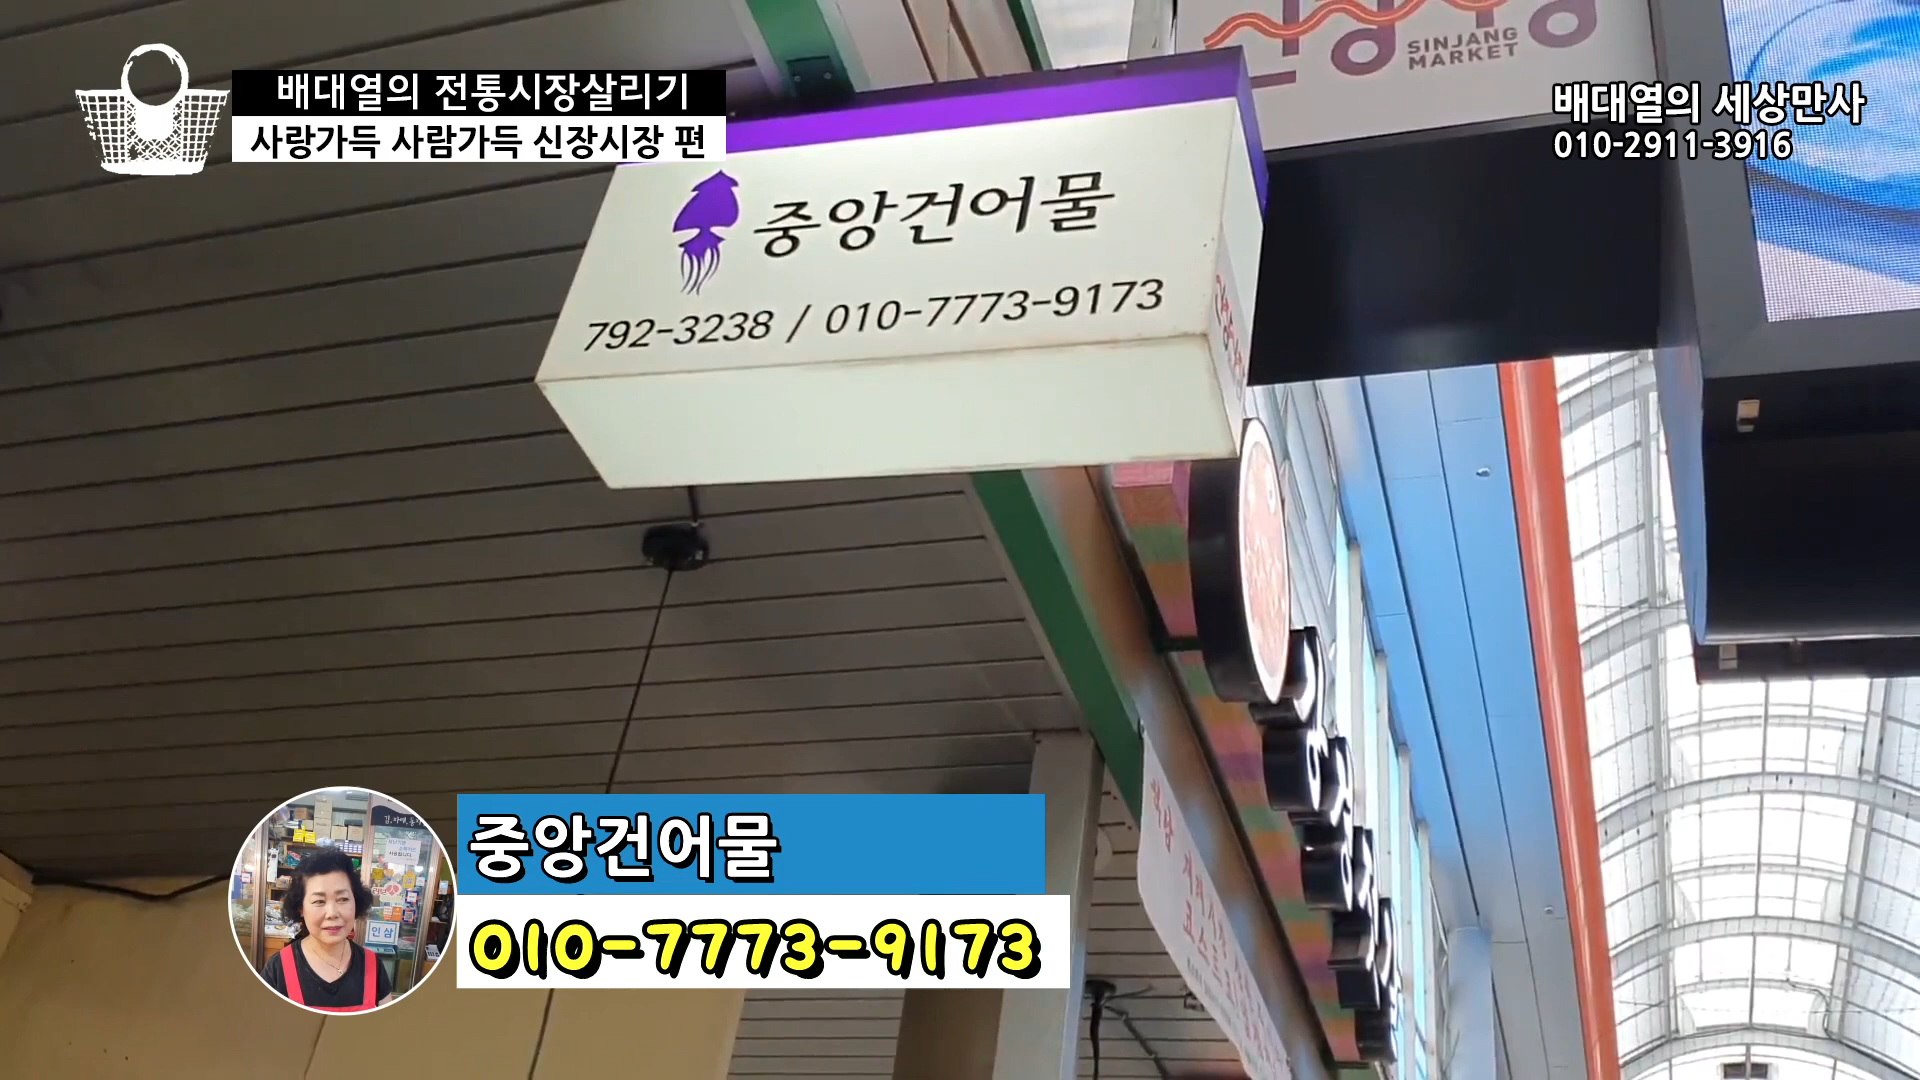 배대열의 전통시장살리기
사랑가득 사람가득 신장시장 편
배대열의 세상만사
010-2911-3916
SINJANG
MARKET
중앙건어물
792-3238 / 010-7773-9173
중앙건어물
010-7773-9173
인삼